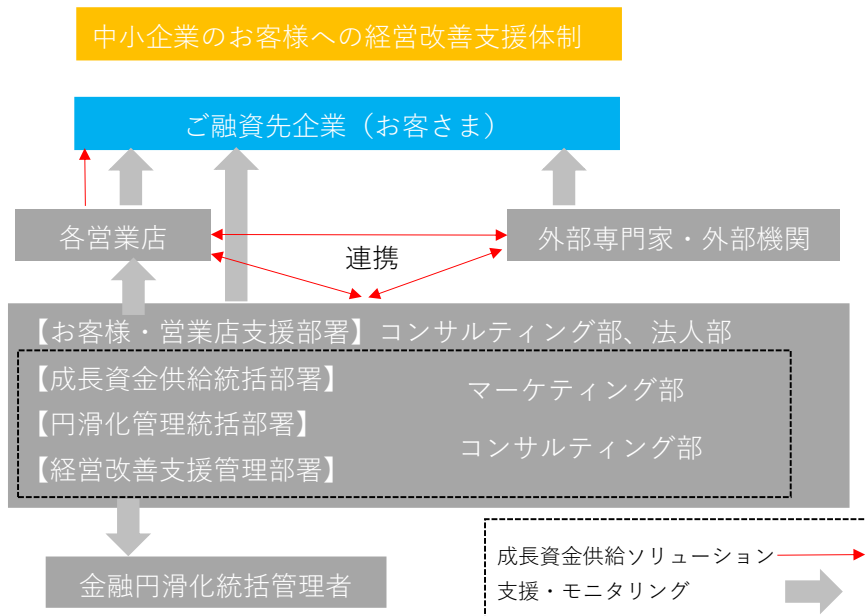 中小企業のお客様への経営改善支援体制
ご融資先企業（お客さま）
各営業店
外部専門家・外部機関
連携
【お客様・営業店支援部署】コンサルティング部、法人部
【成長資金供給統括部署】
マーケティング部
【円滑化管理統括部署】
コンサルティング部
【経営改善支援管理部署】
金融円滑化統括管理者
成長資金供給ソリューション
支援・モニタリング